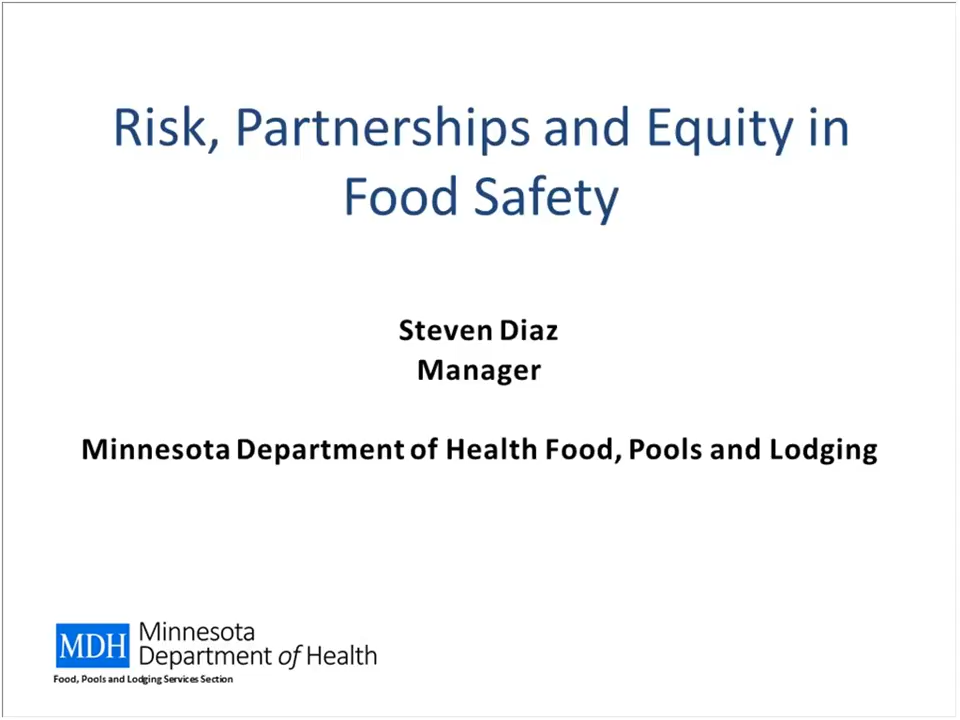 Risk, Partnerships and Equity in
Food Safety
Steven Diaz
Manager
Minnesota Department of Health Food, Pools and Lodging
MDH
Minnesota
Department of Health
Food, Pools and Lodging Services Section